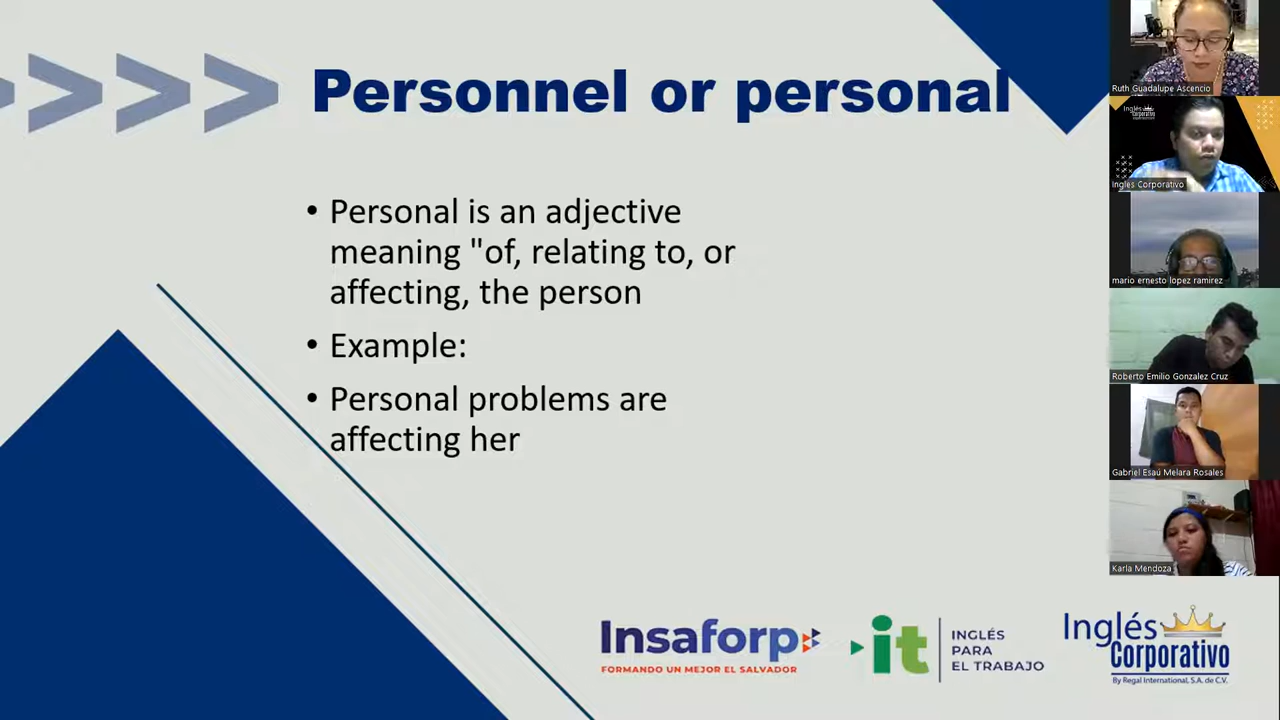 Personnel or personal
• Personal is an adjective
meaning "of, relating to, or
affecting, the person
• Example:
• Personal problems are
affecting her
Insaforp
FORMANDO UN MEJOR EL SALVADOR
it
INGLÉS
PARA
EL TRABAJO
Inglés
Corporativo
By Regal International, S.A. de C.V.
Ruth Guadalupe Ascencio
Inglés
Corporativo
Ingles Corporativo
mario ernesto lopez ramirez
Roberto Emilio Gonzalez Cruz
Gabriel Esaú Melara Rosales
Karla Mendoza